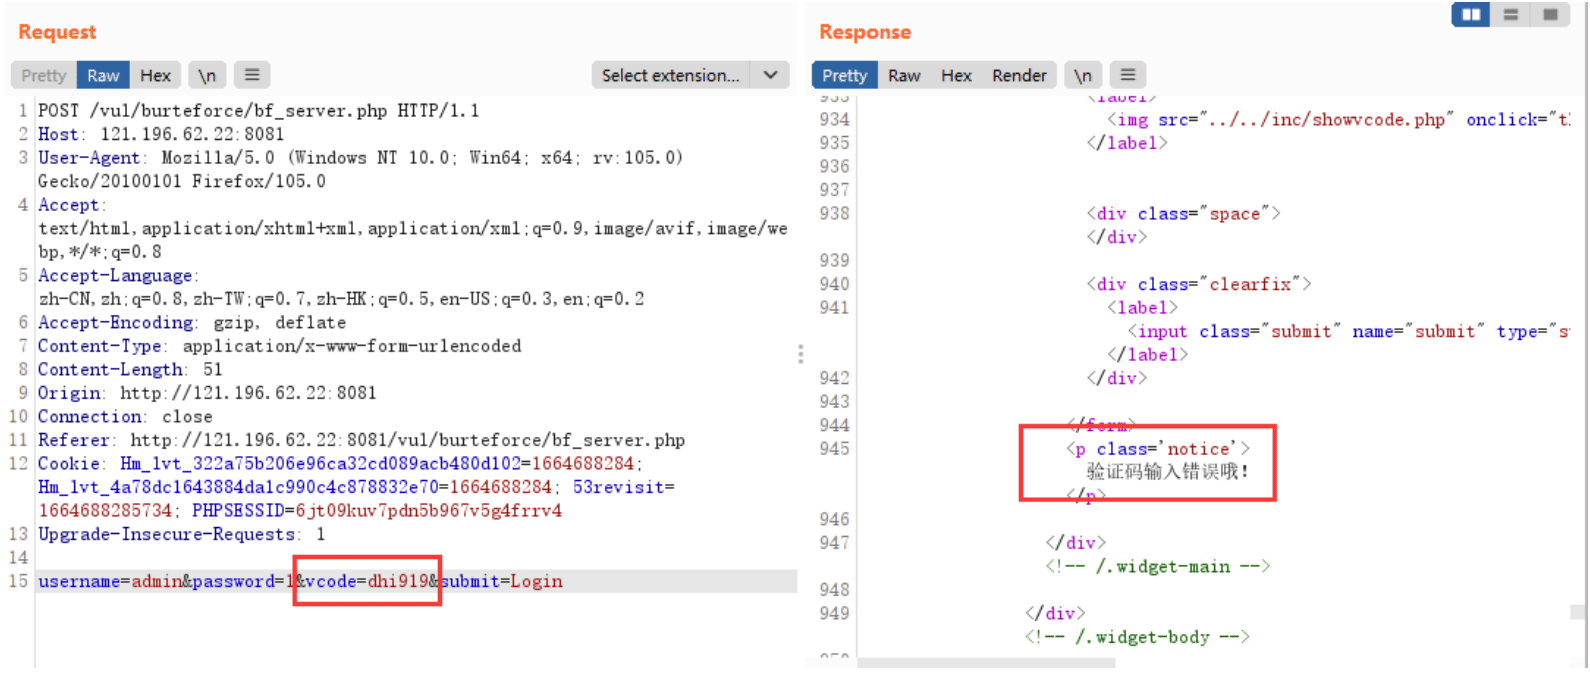 Request
Pretty Raw Hex \n
Select extension...
1 POST /vul/burteforce/bf_server.php HTTP/1.1
2 Host: 121.196.62.22:8081
3 User-Agent: Mozilla/5.0 (Windows NT 10.0; Win64; x64; rv:105.0)
Gecko/20100101 Firefox/105.0
4 Accept:
text/html,application/xhtml+xml,application/xml;q=0.9,image/avif,image/we
bp,*/*;q=0.8
5 Accept-Language:
zh-CN,zh;q=0.8,zh-TW;q=0.7,zh-HK;q=0.5,en-US;q=0.3,en;q=0.2
6 Accept-Encoding: gzip, deflate
7 Content-Type: application/x-www-form-urlencoded
8 Content-Length: 51
9 Origin: http://121.196.62.22:8081
10 Connection: close
11 Referer: http://121.196.62.22:8081/vul/burteforce/bf_server.php
12 Cookie: Hm_lvt_322a75b206e96ca32cd089acb480d102=1664688284;
Hm_lvt_4a78dc1643884da1c990c4c878832e70=1664688284; 53revisit=
1664688285734; PHPSESSID=6jt09kuv7pdn5b967v5g4frrv4
13 Upgrade-Insecure-Requests: 1
14
15 username=admin&password=1&vcode=dhi919&submit=Login
Response
Pretty Raw Hex Render \n
933 <label>
934 <img src="../../inc/showvcode.php" onclick="t
935 </label>
936
937
938 <div class="space">
</div>
939
940 <div class="clearfix">
941 <label>
<input class="submit" name="submit" type="s
</label>
942 </div>
943
944 </form>
945 <p class='notice'>
验证码输入错误哦!
</p>
946
947 </div>
<!-- /.widget-main -->
948
949 </div>
<!-- /.widget-body -->